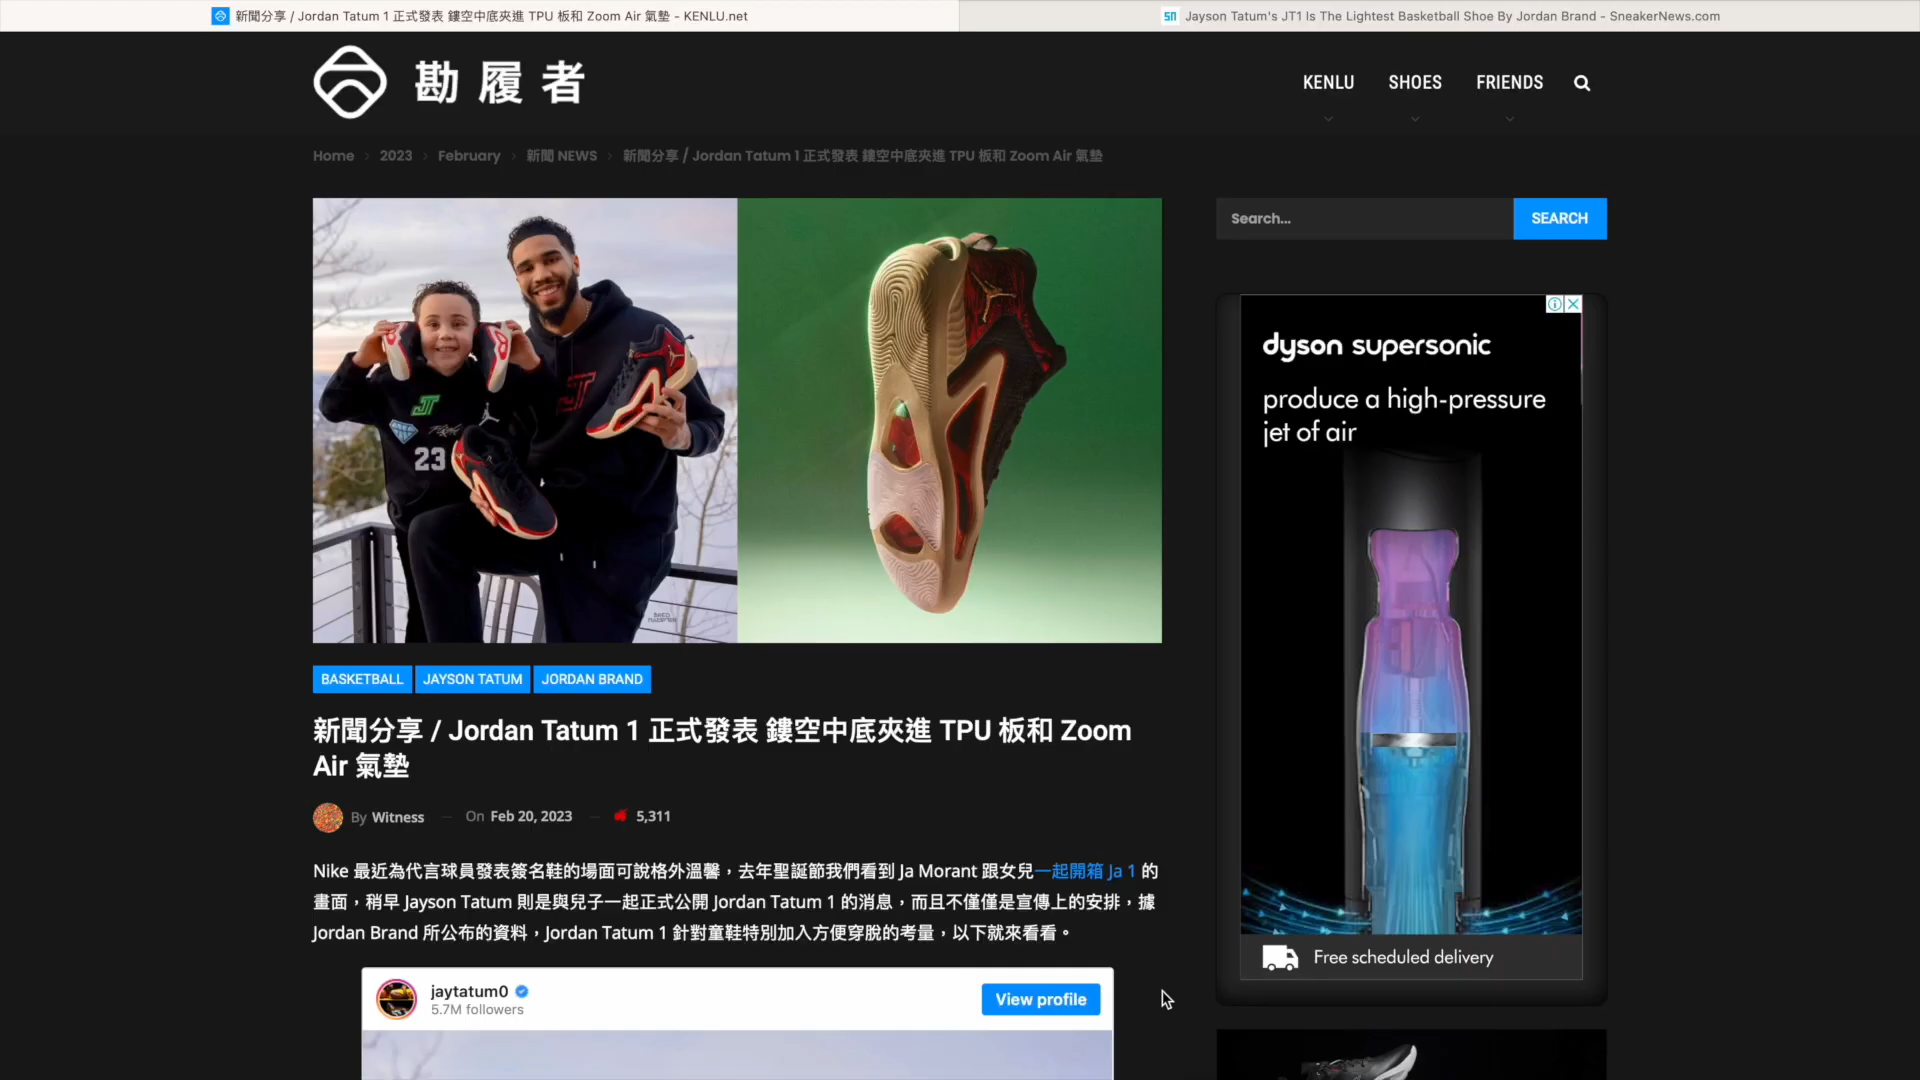 新聞分享 / Jordan Tatum 1 正式發表 鏤空中底夾進 TPU 板和 Zoom Air 氣墊 - KENLU.net
Jayson Tatum's JT1 Is The Lightest Basketball Shoe By Jordan Brand - SneakerNews.com
勘履者
KENLU SHOES FRIENDS
Home > 2023 > February > 新聞 NEWS > 新聞分享 / Jordan Tatum 1 正式發表 鏤空中底夾進 TPU 板和 Zoom Air 氣墊
Search...
SEARCH
23
dyson supersonic
produce a high-pressure
jet of air
Free scheduled delivery
BASKETBALL JAYSON TATUM JORDAN BRAND
新聞分享 / Jordan Tatum 1 正式發表 鏤空中底夾進 TPU 板和 Zoom
Air 氣墊
By Witness — On Feb 20, 2023 — 5,311
Nike 最近為代言球員發表簽名鞋的場面可說格外溫馨，去年聖誕節我們看到 Ja Morant 跟女兒一起開箱 Ja 1 的
畫面，稍早 Jayson Tatum 則是與兒子一起正式公開 Jordan Tatum 1 的消息，而且不僅僅是宣傳上的安排，據
Jordan Brand 所公布的資料，Jordan Tatum 1 針對童鞋特別加入方便穿脫的考量，以下就來看看。
jaytatum0
5.7M followers
View profile